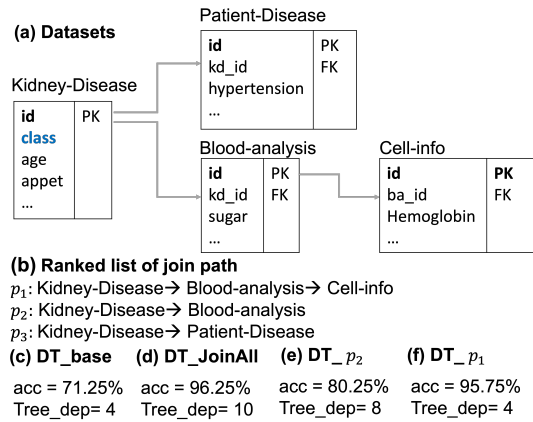 (a) Datasets
Patient-Disease
id PK
kd_id FK
hypertension
...
Kidney-Disease
id PK
class
age
appet
...
Blood-analysis
id PK
kd_id FK
sugar
...
Cell-info
id PK
ba_id FK
Hemoglobin
...
(b) Ranked list of join path
p₁: Kidney-Disease→ Blood-analysis→ Cell-info
p₂: Kidney-Disease→ Blood-analysis
p₃: Kidney-Disease→ Patient-Disease
(c) DT_base
acc = 71.25%
Tree_dep= 4
(d) DT_JoinAll
acc = 96.25%
Tree_dep= 10
(e) DT_ p₂
acc = 80.25%
Tree_dep= 8
(f) DT_ p₁
acc = 95.75%
Tree_dep= 4